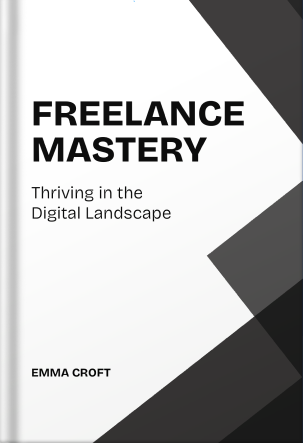 FREELANCE
MASTERY
Thriving in the
Digital Landscape
EMMA CROFT